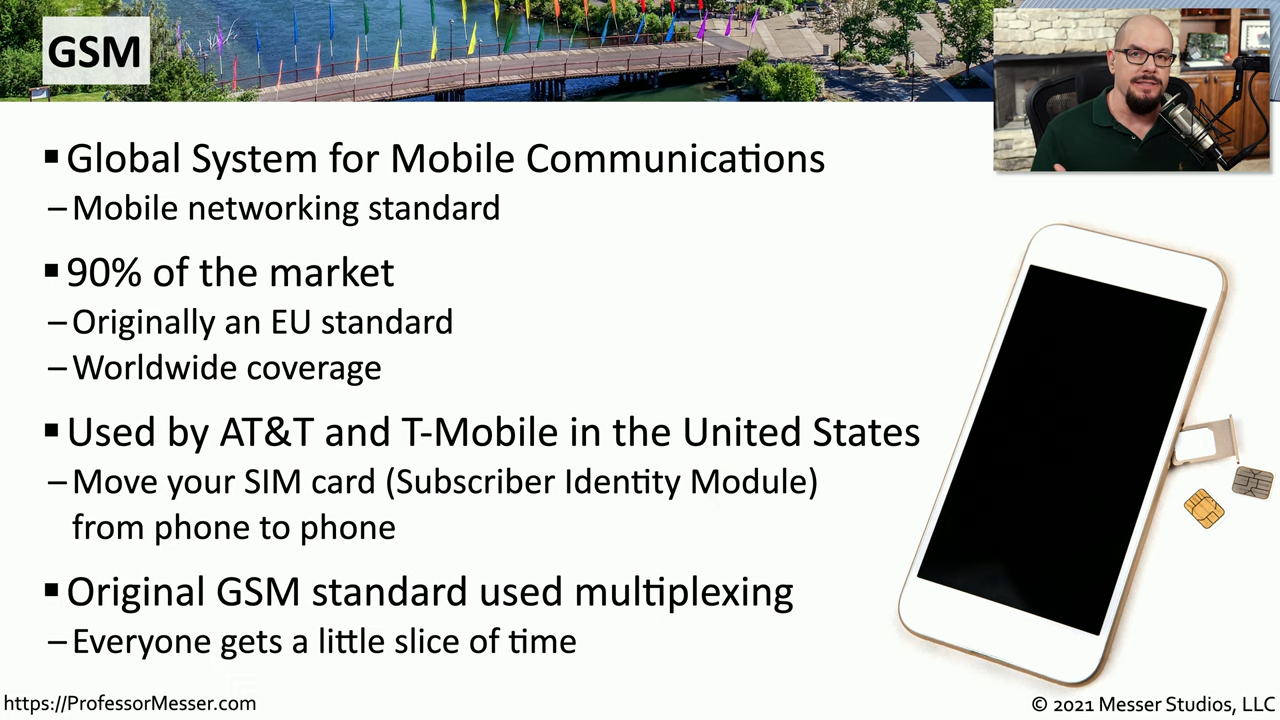 GSM
▪Global System for Mobile Communications
–Mobile networking standard
▪90% of the market
–Originally an EU standard
–Worldwide coverage
▪Used by AT&T and T-Mobile in the United States
–Move your SIM card (Subscriber Identity Module)
from phone to phone
▪Original GSM standard used multiplexing
–Everyone gets a little slice of time
https://ProfessorMesser.com
© 2021 Messer Studios, LLC